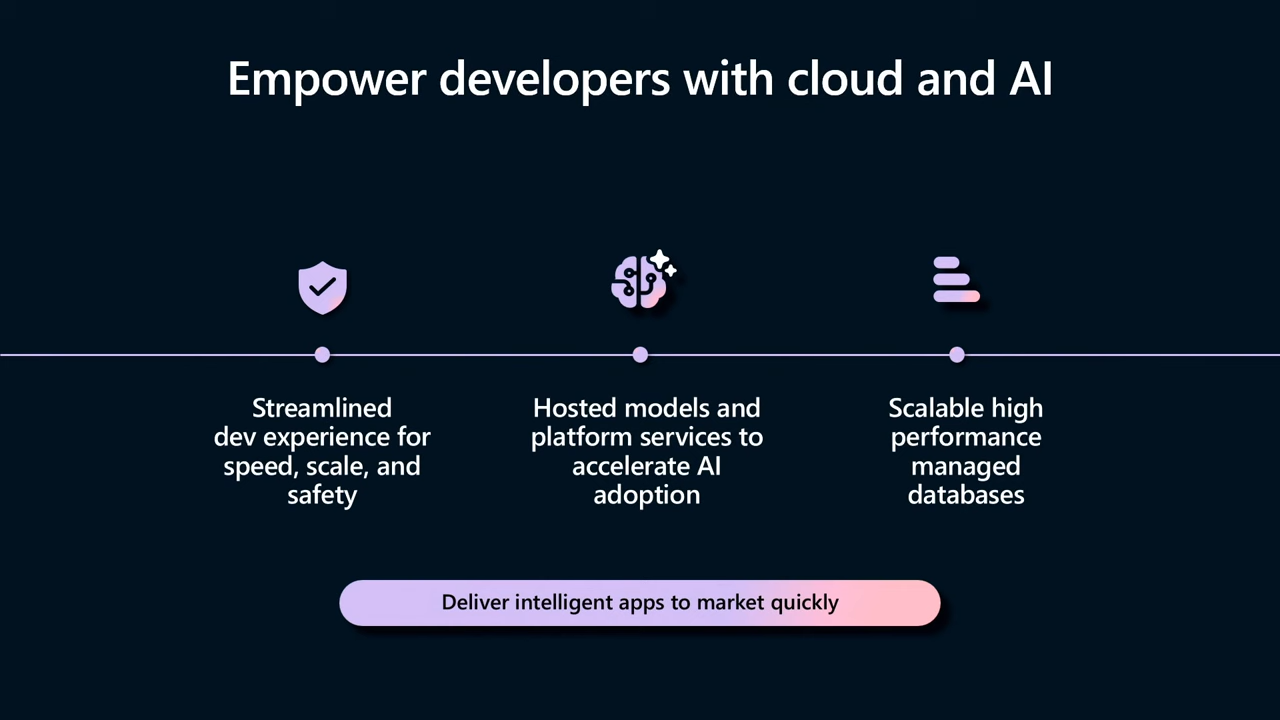 Empower developers with cloud and AI
Streamlined
dev experience for
speed, scale, and
safety
Hosted models and
platform services to
accelerate AI
adoption
Scalable high
performance
managed
databases
Deliver intelligent apps to market quickly